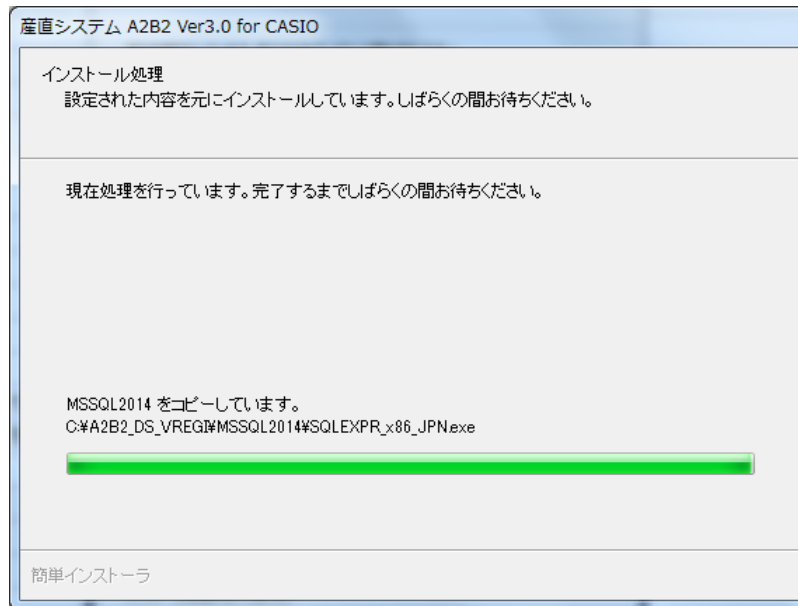 産直システム A2B2 Ver3.0 for CASIO
インストール処理
設定された内容を元にインストールしています。しばらくの間お待ちください。
現在処理を行っています。完了するまでしばらくの間お待ちください。
MSSQL2014 をコピーしています。
C:¥A2B2_DS_VREGI¥MSSQL2014¥SQLEXPR_x86_JPN.exe
簡単インストーラ